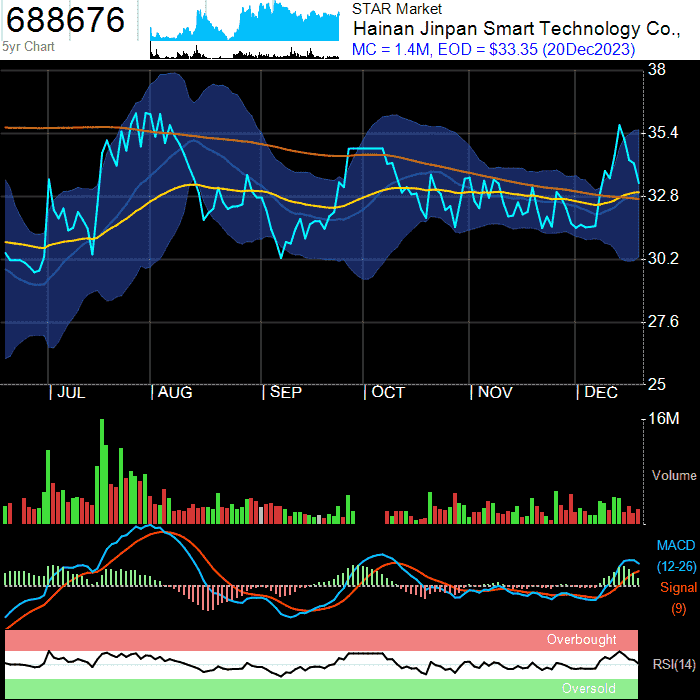 688676
5yr Chart
STAR Market
Hainan Jinpan Smart Technology Co.,
MC = 1.4M, EOD = $33.35 (20Dec2023)
38
35.4
32.8
30.2
27.6
25
JUL AUG SEP OCT NOV DEC
16M
Volume
MACD
(12-26)
Signal
(9)
Overbought
RSI(14)
Oversold